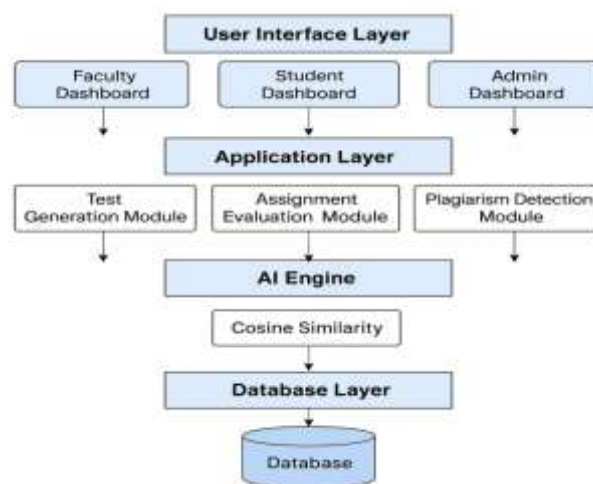 User Interface Layer
Faculty
Dashboard
Student
Dashboard
Admin
Dashboard
Application Layer
Test
Generation Module
Assignment
Evaluation Module
Plagiarism Detection
Module
AI Engine
Cosine Similarity
Database Layer
Database